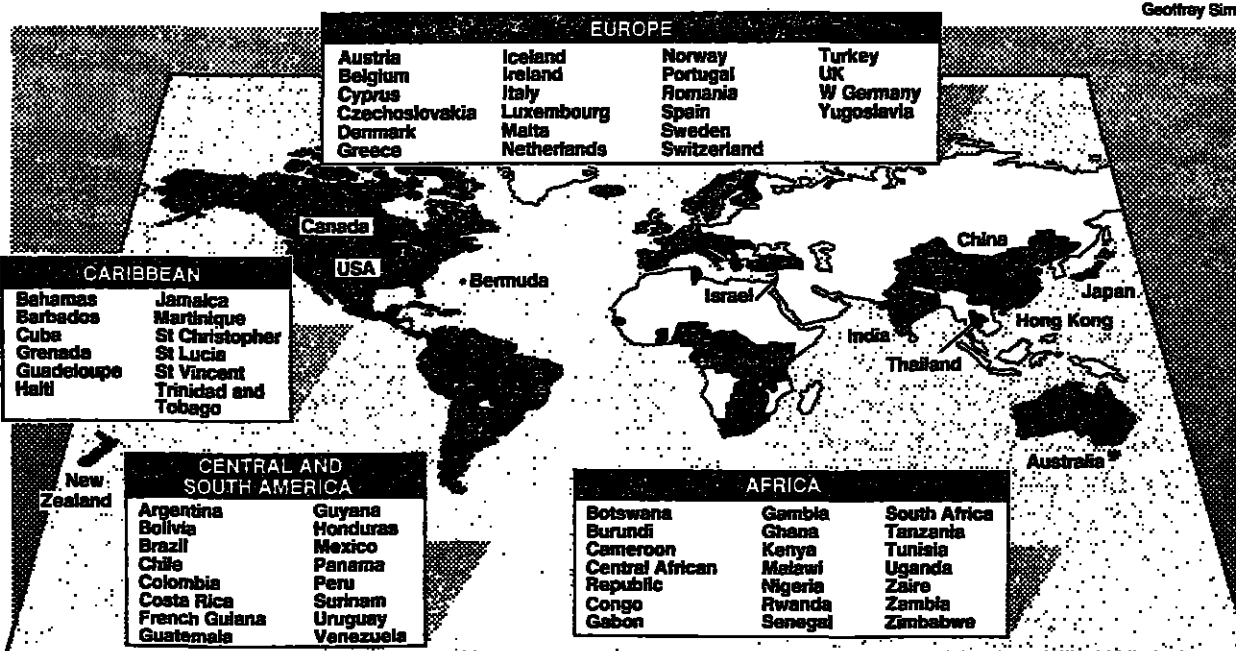 Geoffrey Sim
EUROPE
Austria
Belgium
Cyprus
Czechoslovakia
Denmark
Greece
Iceland
Ireland
Italy
Luxembourg
Malta
Netherlands
Norway
Portugal
Romania
Spain
Sweden
Switzerland
Turkey
UK
W Germany
Yugoslavia
Canada
USA
Bermuda
China
Israel
Japan
India
Hong Kong
Thailand
CARIBBEAN
Bahamas
Barbados
Cuba
Grenada
Guadeloupe
Haiti
Jamaica
Martinique
St Christopher
St Lucia
St Vincent
Trinidad and
Tobago
New
Zealand
Australia
CENTRAL AND
SOUTH AMERICA
Argentina
Bolivia
Brazil
Chile
Colombia
Costa Rica
French Guiana
Guatemala
Guyana
Honduras
Mexico
Panama
Peru
Surinam
Uruguay
Venezuela
AFRICA
Botswana
Burundi
Cameroon
Central African
Republic
Congo
Gabon
Gambia
Ghana
Kenya
Malawi
Nigeria
Rwanda
Senegal
South Africa
Tanzania
Tunisia
Uganda
Zaire
Zambia
Zimbabwe